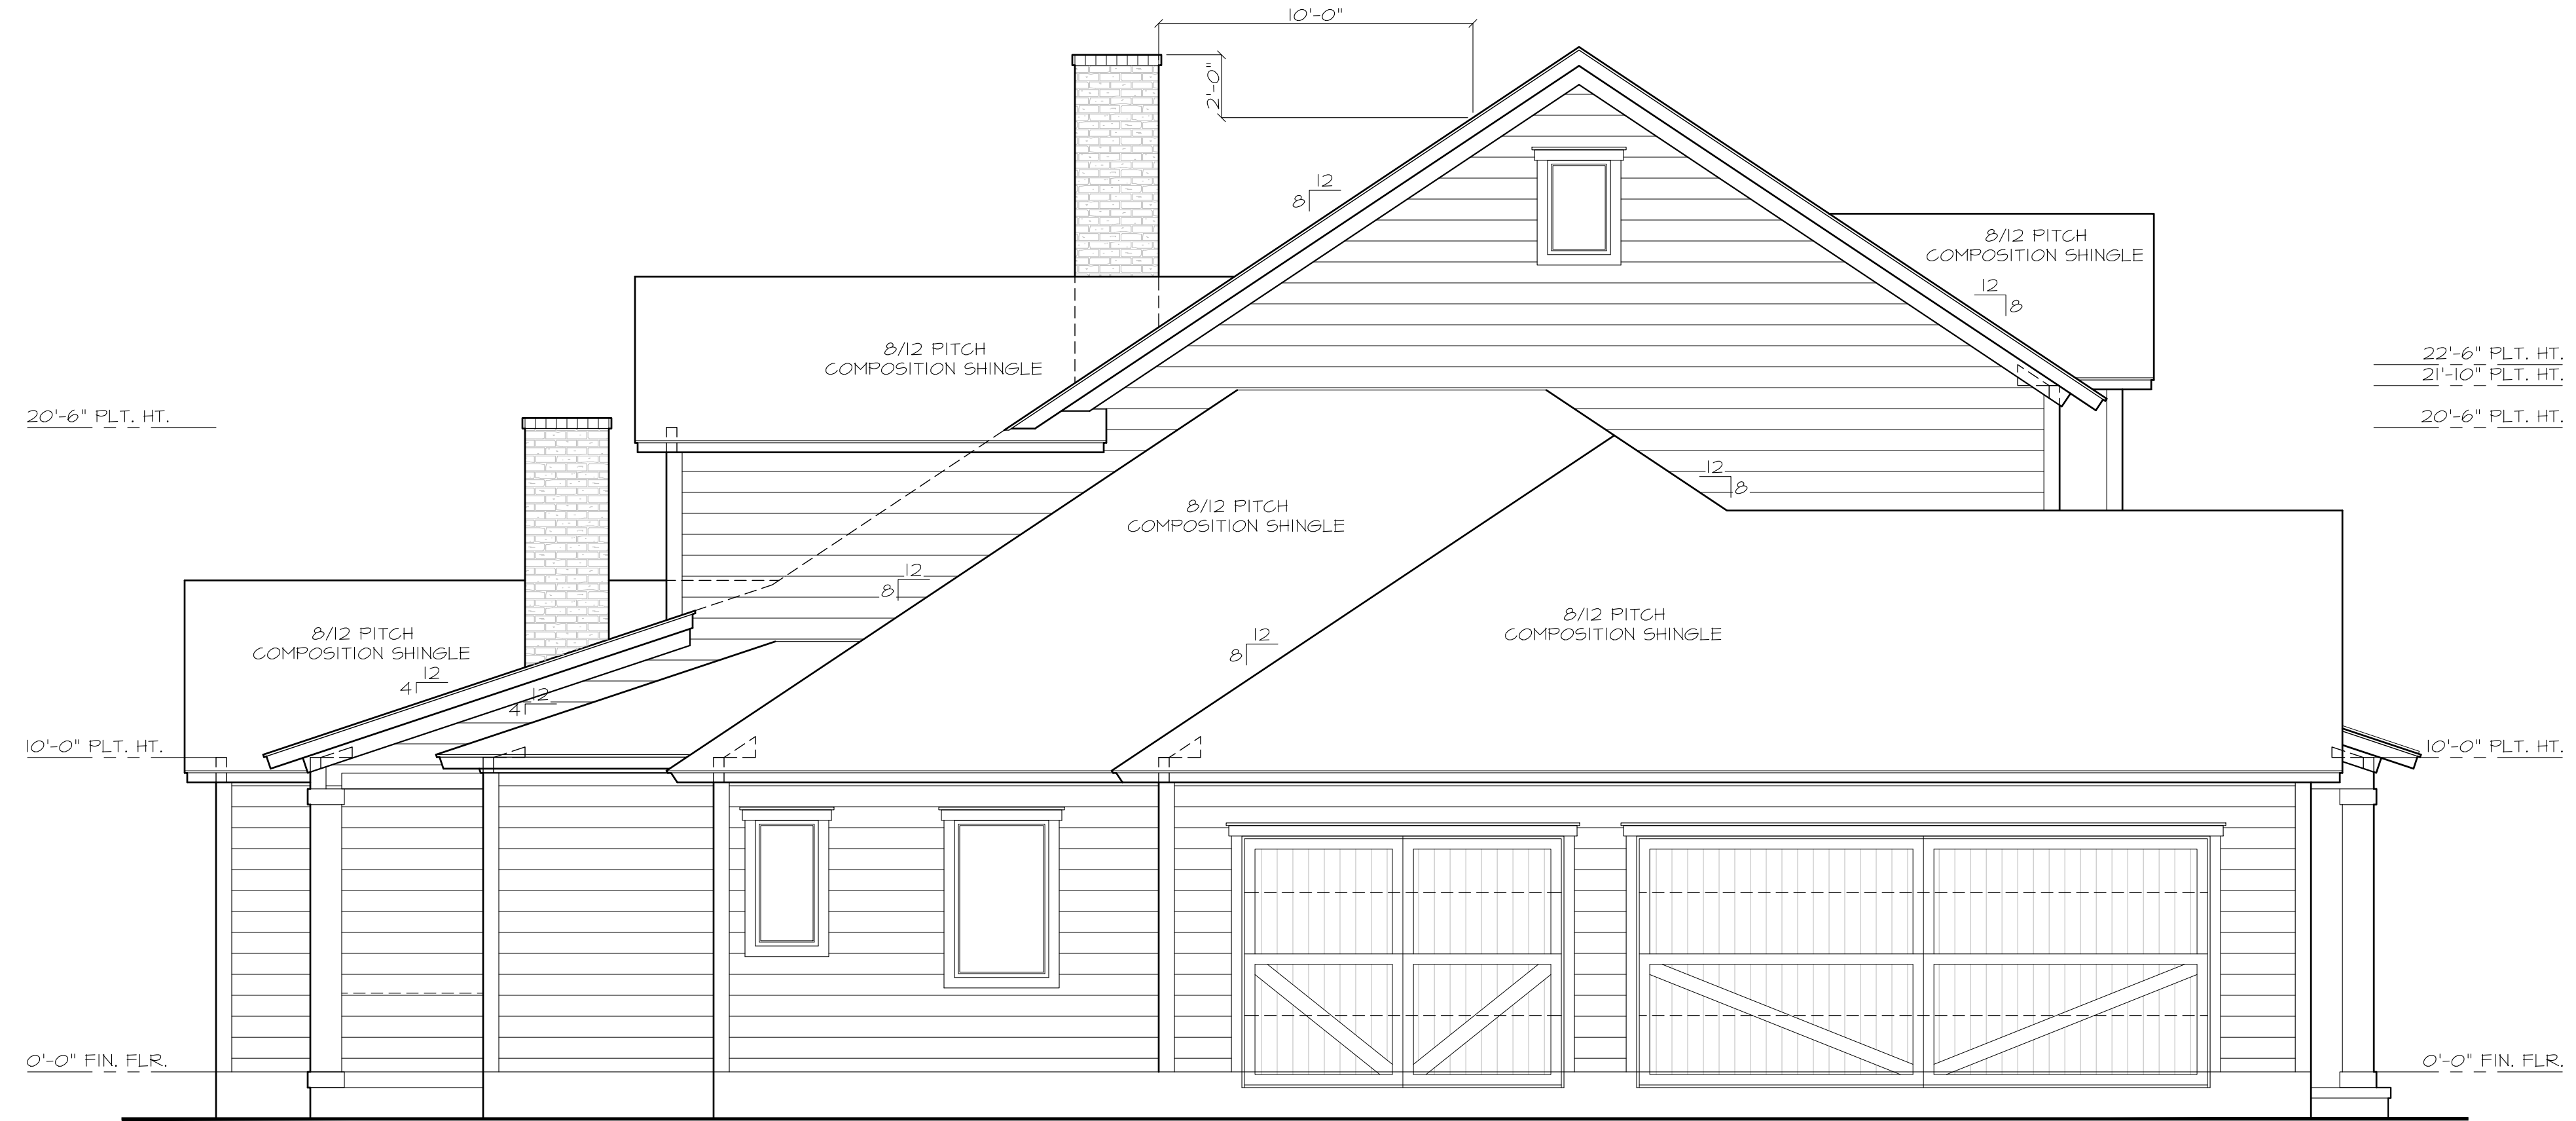 10'-0"
2'-0"
12
8
8/12 PITCH
COMPOSITION SHINGLE
12
8
8/12 PITCH
COMPOSITION SHINGLE
22'-6" PLT. HT.
21'-10" PLT. HT.
20'-6" PLT. HT.
20'-6" PLT. HT.
12
8
8/12 PITCH
COMPOSITION SHINGLE
12
8
8/12 PITCH
COMPOSITION SHINGLE
12
8
8/12 PITCH
COMPOSITION SHINGLE
12
4
12
4
10'-0" PLT. HT.
10'-0" PLT. HT.
0'-0" FIN. FLR.
0'-0" FIN. FLR.